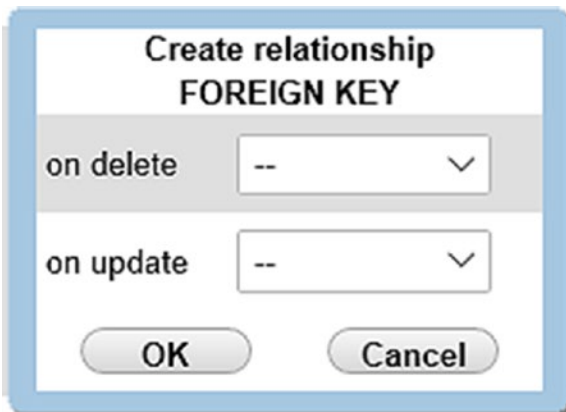 Create relationship
FOREIGN KEY
on delete --
on update --
OK Cancel